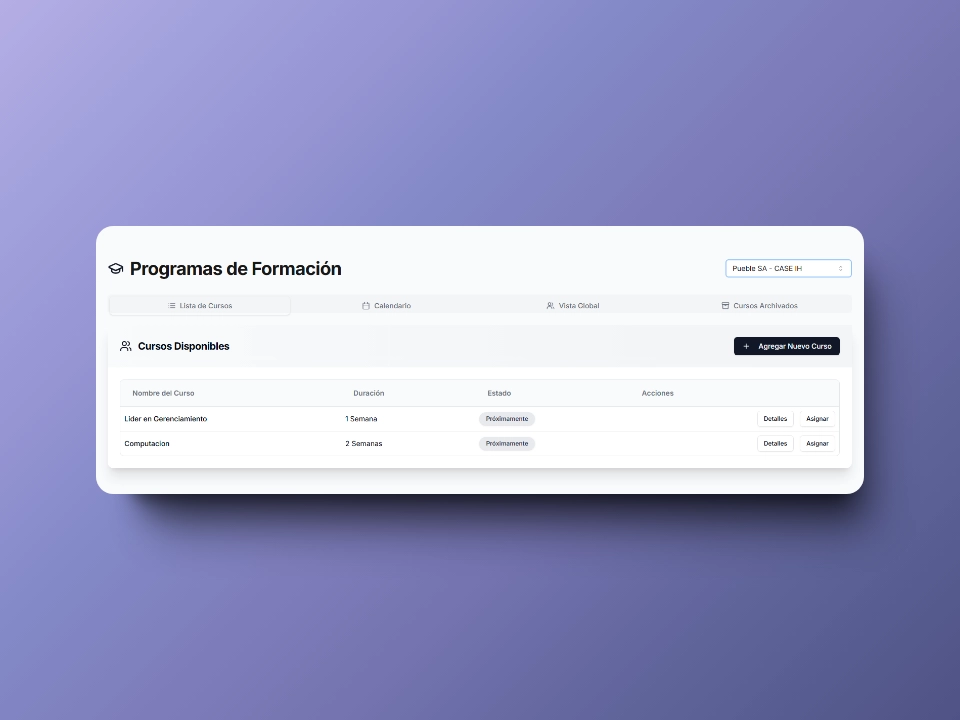 Programas de Formación
Pueble SA - CASE IH
Lista de Cursos
Calendario
Vista Global
Cursos Archivados
Cursos Disponibles
Agregar Nuevo Curso
Nombre del Curso Duración Estado Acciones
Lider en Gerenciamiento 1 Semana Próximamente Detalles Asignar
Computacion 2 Semanas Próximamente Detalles Asignar